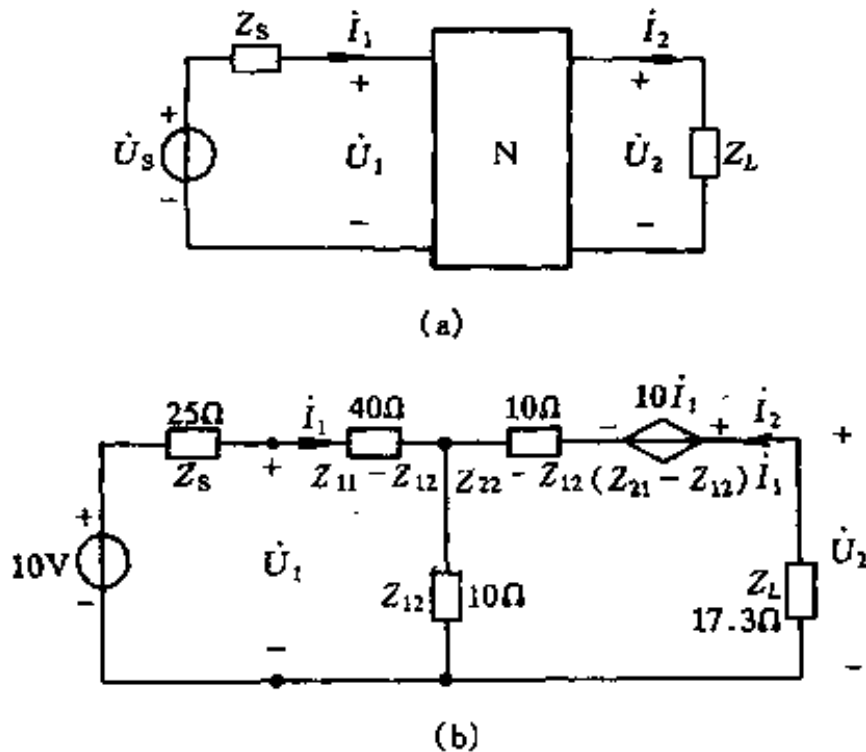 Z_S İ_1 İ_2
+ +
+ U̇_S U̇_1 N U̇_2 Z_L
- - -
(a)
25Ω İ_1 40Ω 10Ω - 10İ_1 + İ_2 +
Z_S + Z_11 - Z_12 Z_22 - Z_12 (Z_21 - Z_12)İ_1
+ 10V U̇_1 Z_12 10Ω Z_L U̇_2
- 17.3Ω
- -
(b)